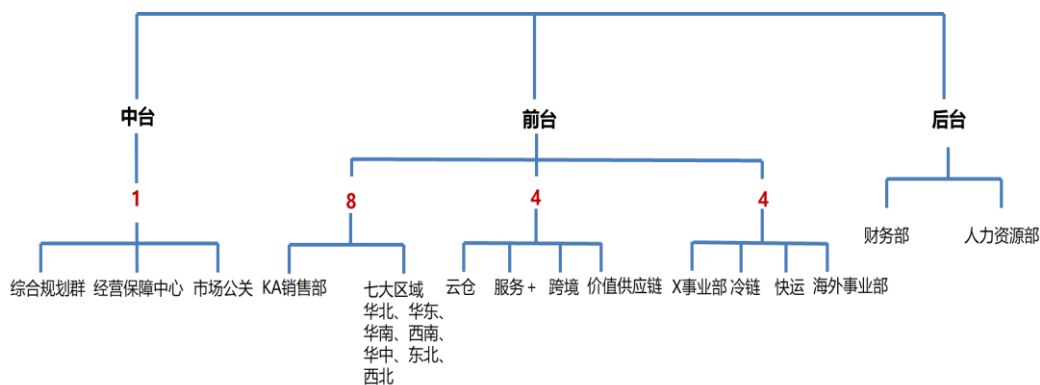 中台
前台
后台
1
8
4
4
财务部
人力资源部
综合规划群
经营保障中心
市场公关
KA销售部
七大区域
华北、华东、
华南、西南、
华中、东北、
西北
云仓
服务+
跨境
价值供应链
X事业部
冷链
快运
海外事业部